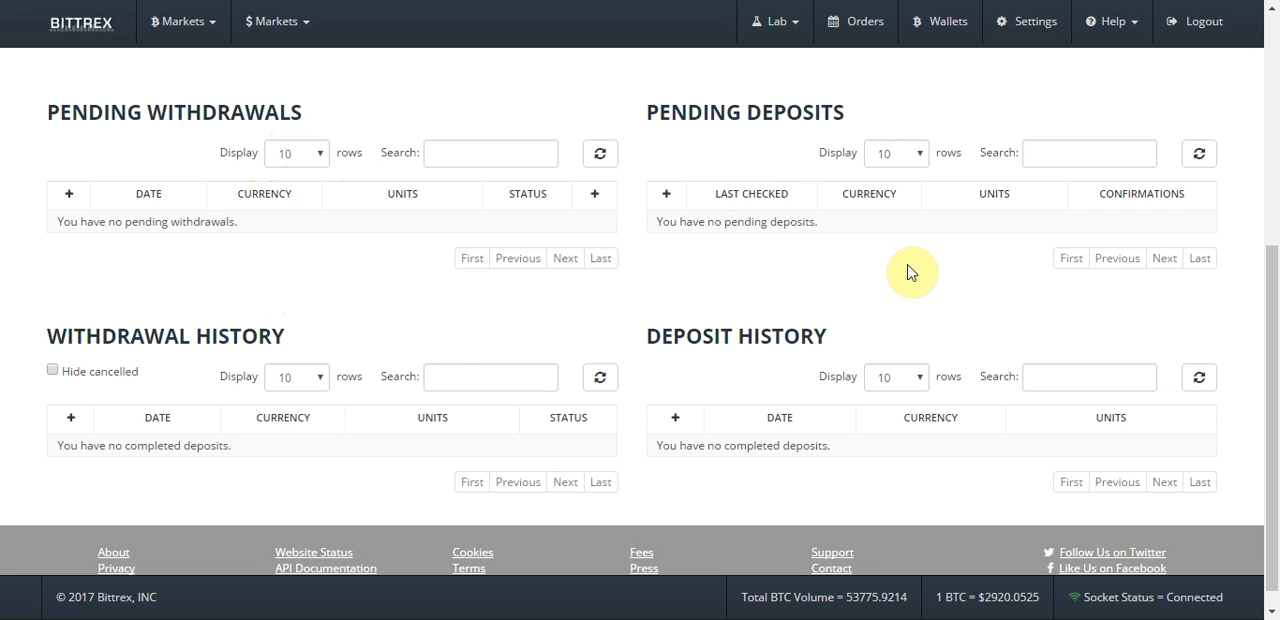 BITTREX Markets $ Markets Lab Orders Wallets Settings Help Logout
PENDING WITHDRAWALS
Display 10 rows Search:
DATE CURRENCY UNITS STATUS
You have no pending withdrawals.
First Previous Next Last
PENDING DEPOSITS
Display 10 rows Search:
LAST CHECKED CURRENCY UNITS CONFIRMATIONS
You have no pending deposits.
First Previous Next Last
WITHDRAWAL HISTORY
Hide cancelled Display 10 rows Search:
DATE CURRENCY UNITS STATUS
You have no completed deposits.
First Previous Next Last
DEPOSIT HISTORY
Display 10 rows Search:
DATE CURRENCY UNITS
You have no completed deposits.
First Previous Next Last
About Website Status Cookies Fees Support Follow Us on Twitter
Privacy API Documentation Terms Press Contact Like Us on Facebook
© 2017 Bittrex, INC Total BTC Volume = 53775.9214 1 BTC = $2920.0525 Socket Status = Connected